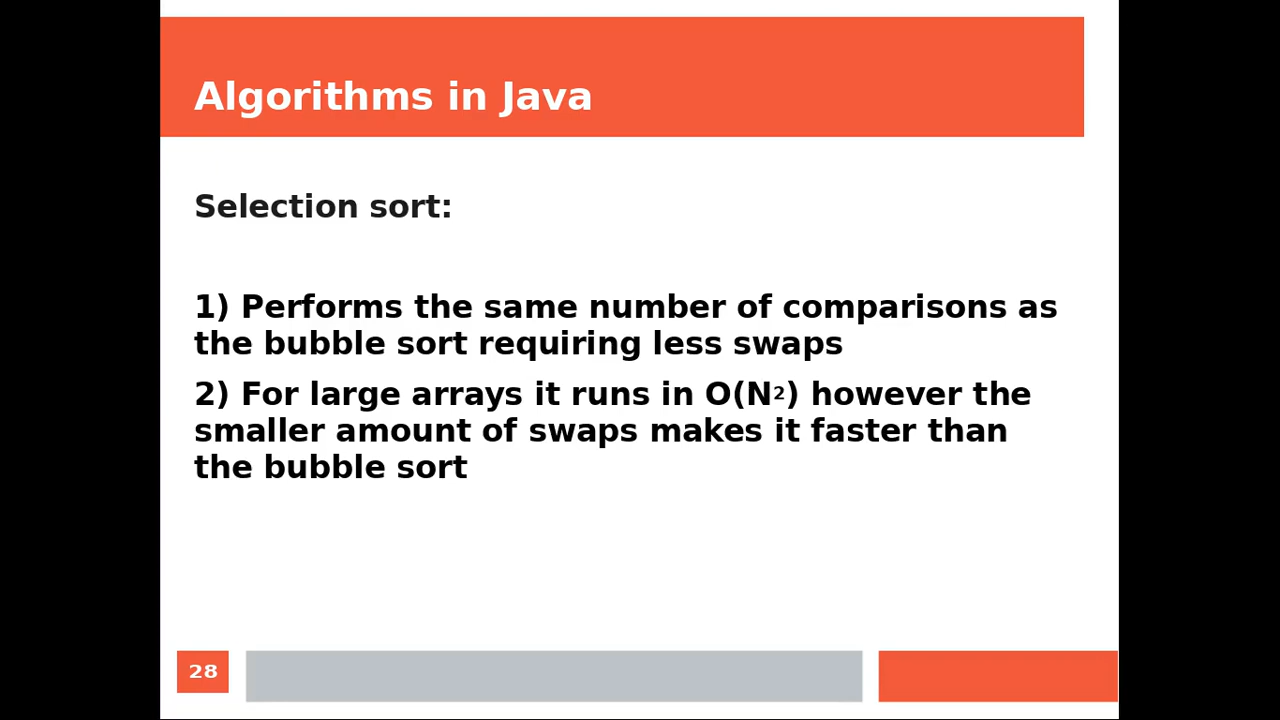 Algorithms in Java
Selection sort:
1) Performs the same number of comparisons as
the bubble sort requiring less swaps
2) For large arrays it runs in O(N²) however the
smaller amount of swaps makes it faster than
the bubble sort
28